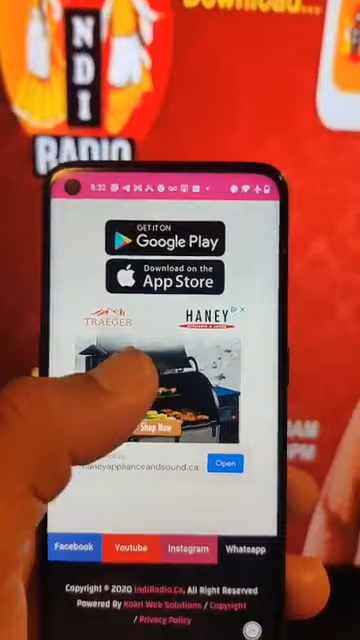 Download...
NDI
RADIO
8:32
GET IT ON
Google Play
Download on the
App Store
TRAEGER
HANEY
Shop Now
haneyapplianceandsound.ca
Open
Facebook
Youtube
Instagram
Whatsapp
Copyright © 2020 IndiRadio.Ca, All Right Reserved
Powered By Kokri Web Solutions / Copyright
/ Privacy Policy